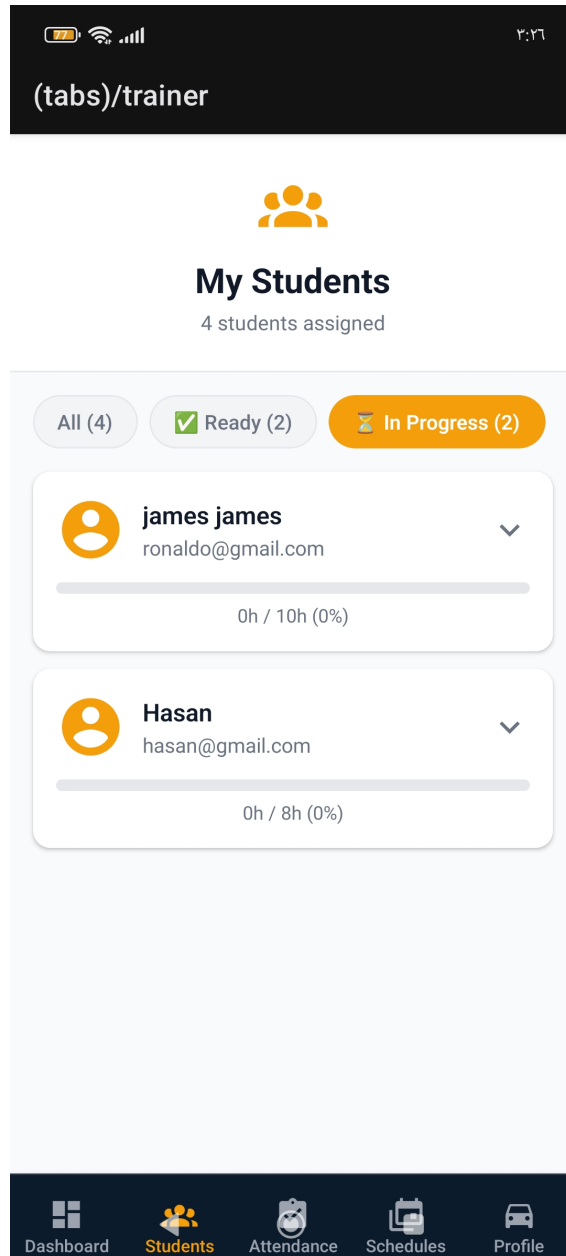 77
٣:٢٦
(tabs)/trainer
My Students
4 students assigned
All (4)
✅ Ready (2)
⏳ In Progress (2)
james james
ronaldo@gmail.com
0h / 10h (0%)
Hasan
hasan@gmail.com
0h / 8h (0%)
Dashboard
Students
Attendance
Schedules
Profile